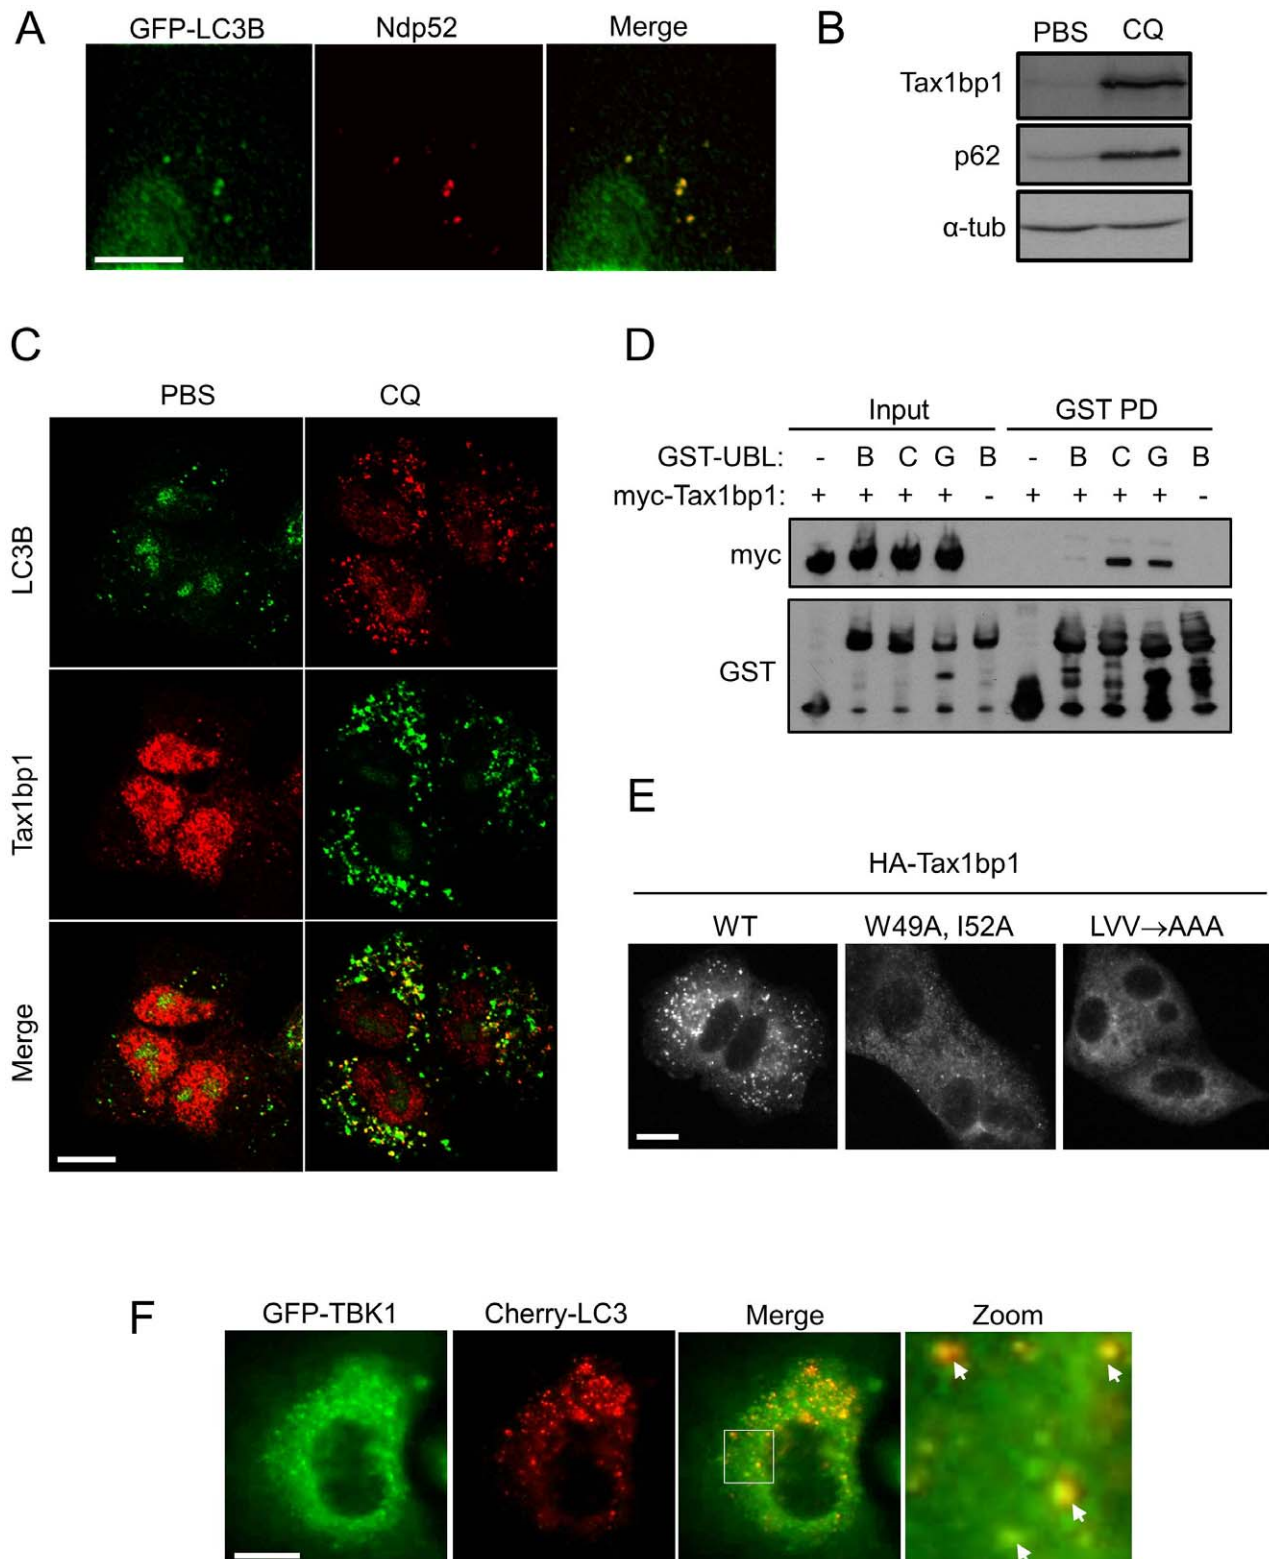 A
GFP-LC3B Ndp52 Merge
B
PBS CQ
Tax1bp1
p62
α-tub
C
PBS CQ
LC3B
Tax1bp1
Merge
D
Input GST PD
GST-UBL: - B C G B - B C G B
myc-Tax1bp1: + + + + - + + + + -
myc
GST
E
HA-Tax1bp1
WT W49A, I52A LVV→AAA
F
GFP-TBK1 Cherry-LC3 Merge Zoom